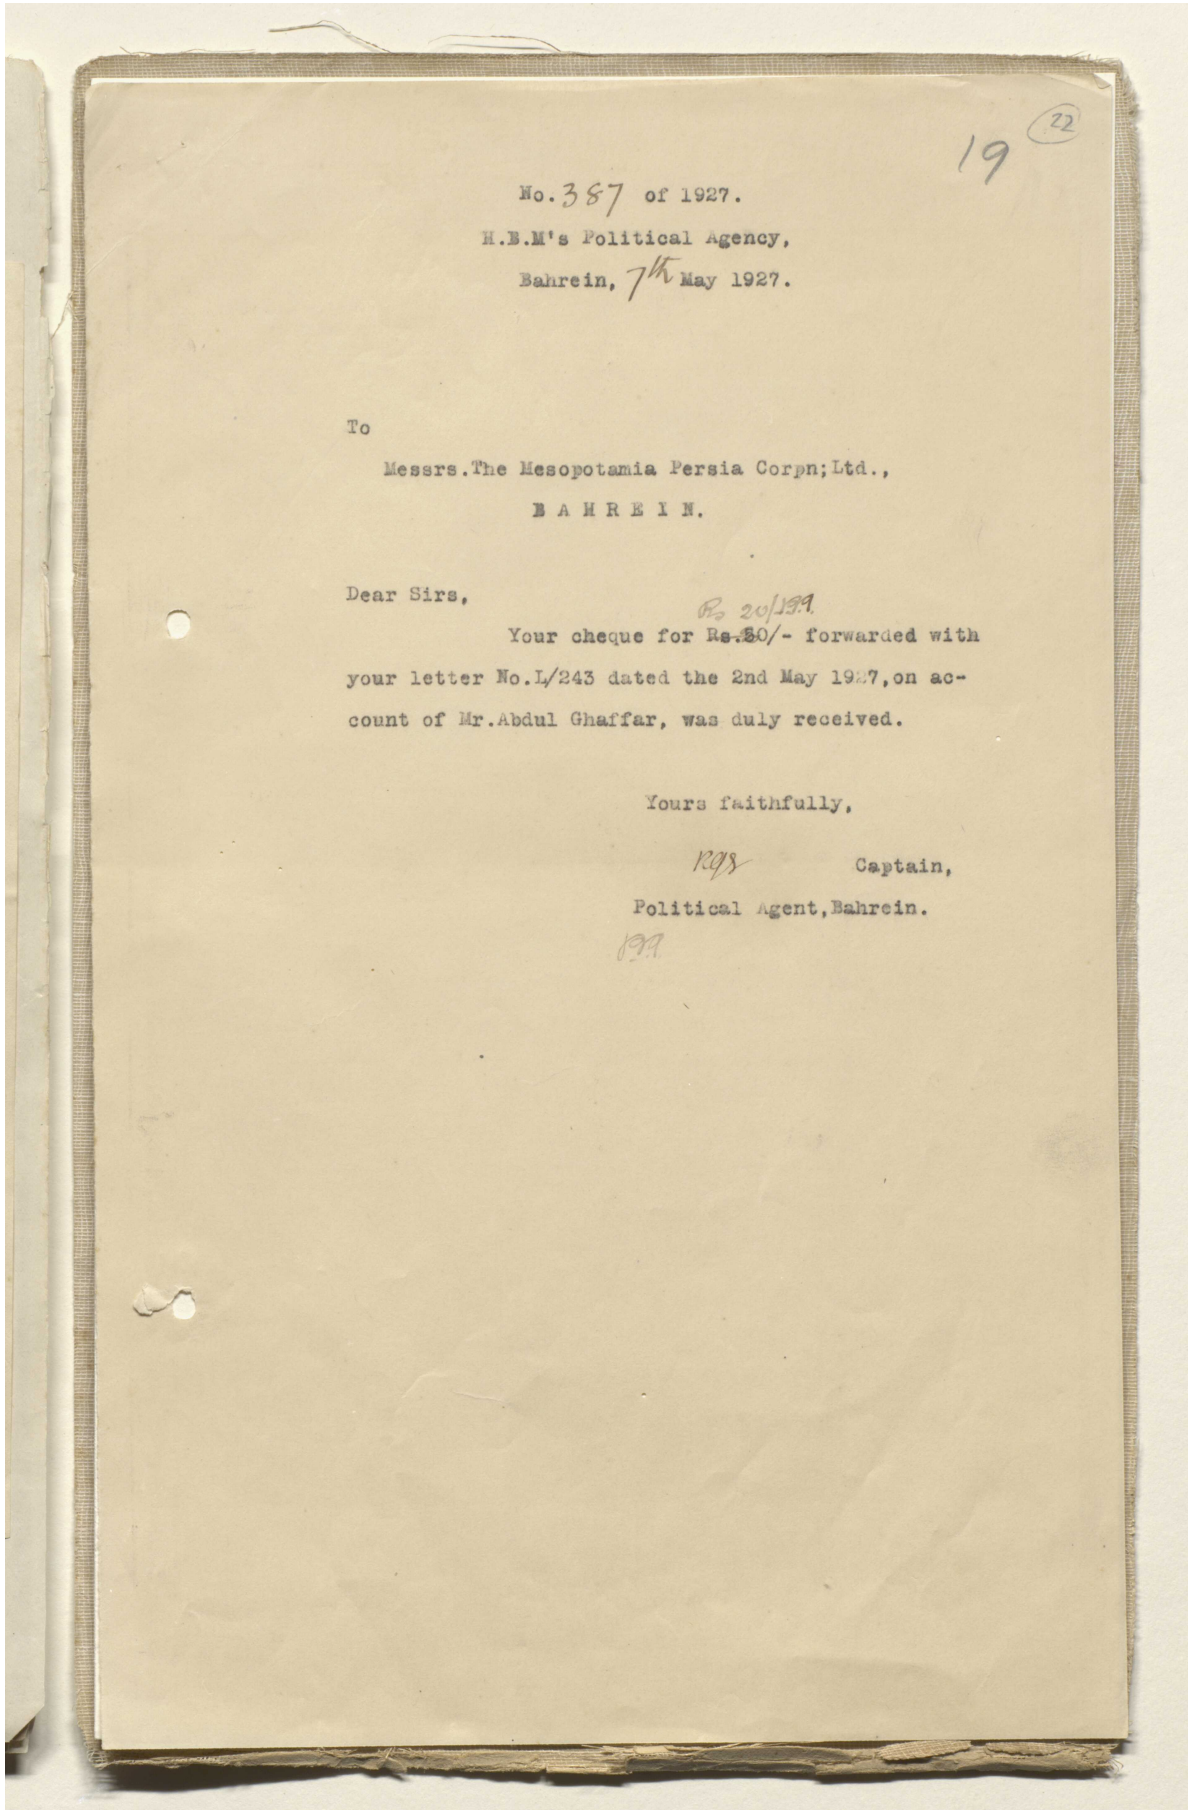 22
19
No. 387 of 1927.
H.B.M's Political Agency,
Bahrein, 7th May 1927.
To
Messrs.The Mesopotamia Persia Corpn;Ltd.,
B A H R E I N.
Dear Sirs,
Rs 20/-
Your cheque for Rs.50/- forwarded with
your letter No.L/243 dated the 2nd May 1927,on ac-
count of Mr.Abdul Ghaffar, was duly received.
Yours faithfully,
Captain,
Political Agent,Bahrein.